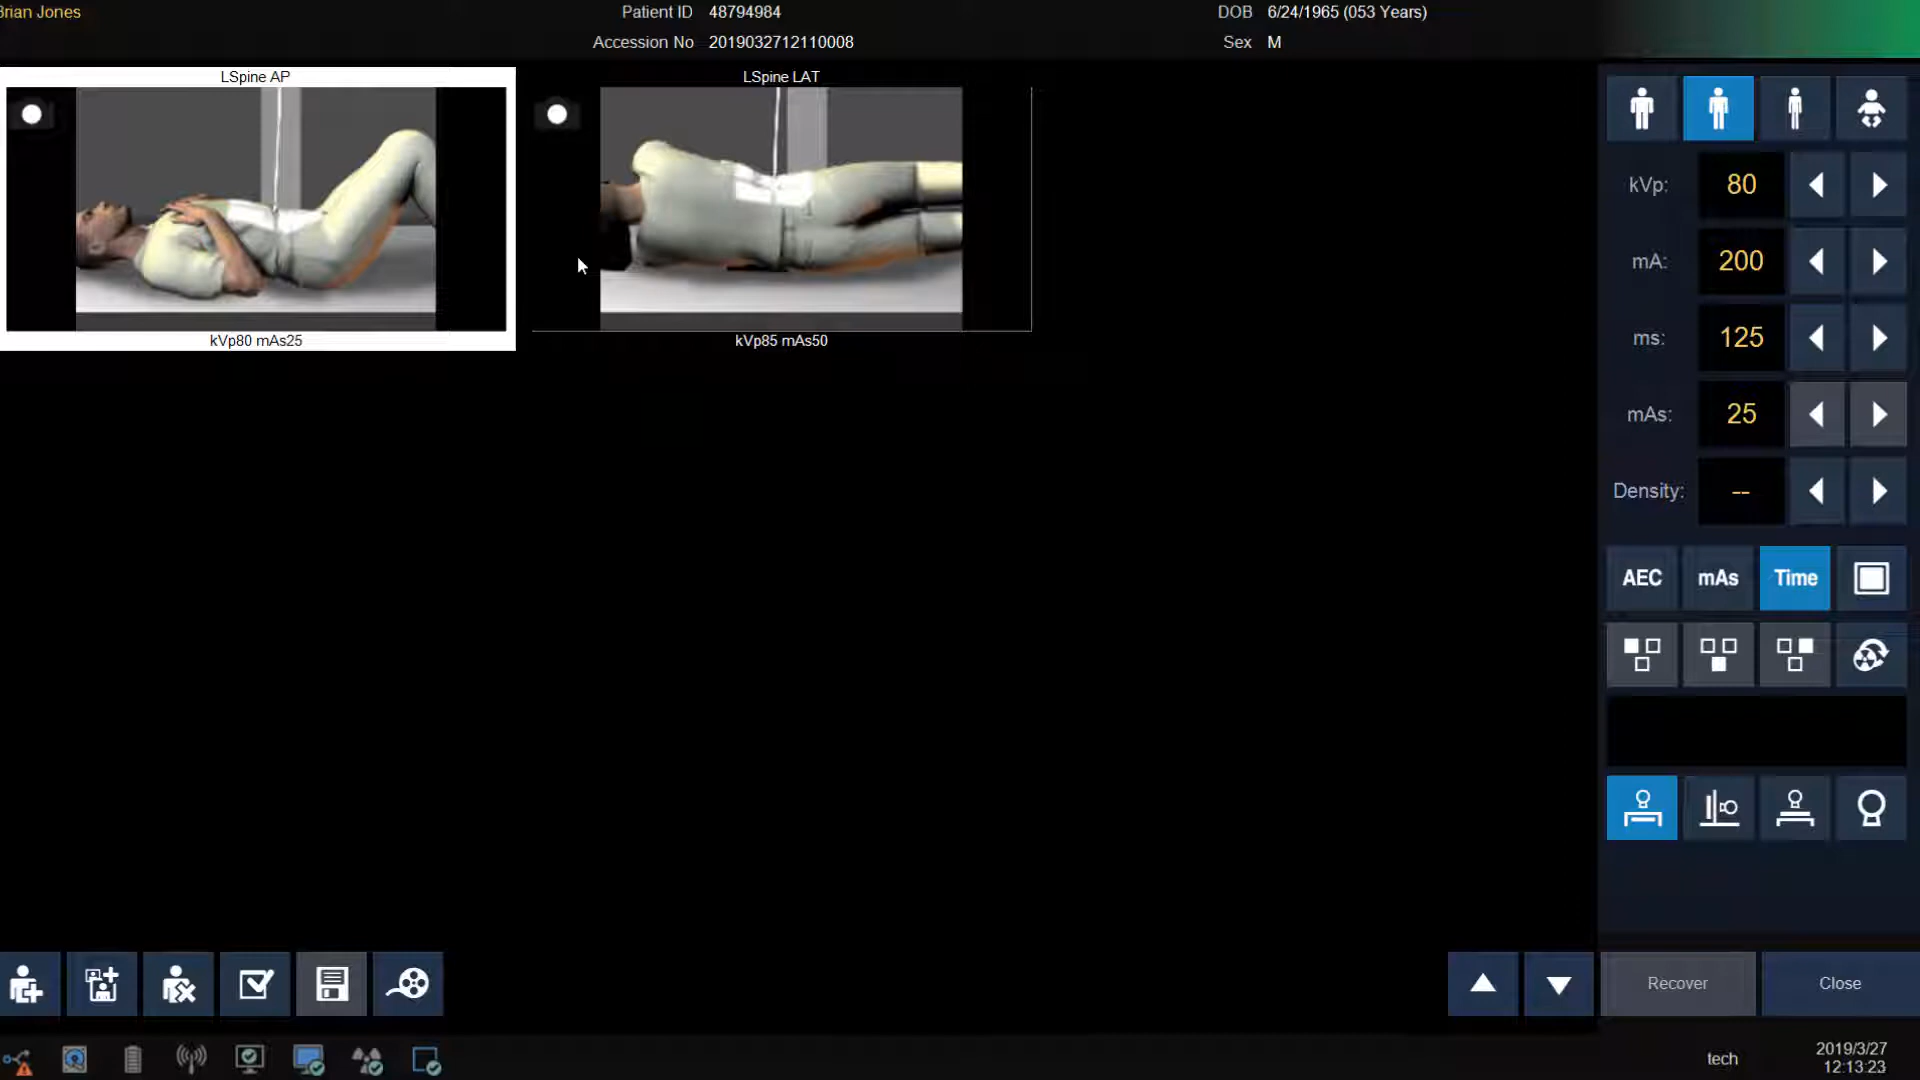 Brian Jones
Patient ID 48794984
DOB 6/24/1965 (053 Years)
Accession No 2019032712110008
Sex M
LSpine AP
LSpine LAT
kVp80 mAs25
kVp85 mAs50
kVp: 80
mA: 200
ms: 125
mAs: 25
Density: --
AEC mAs Time
Recover
Close
tech
2019/3/27
12:13:23